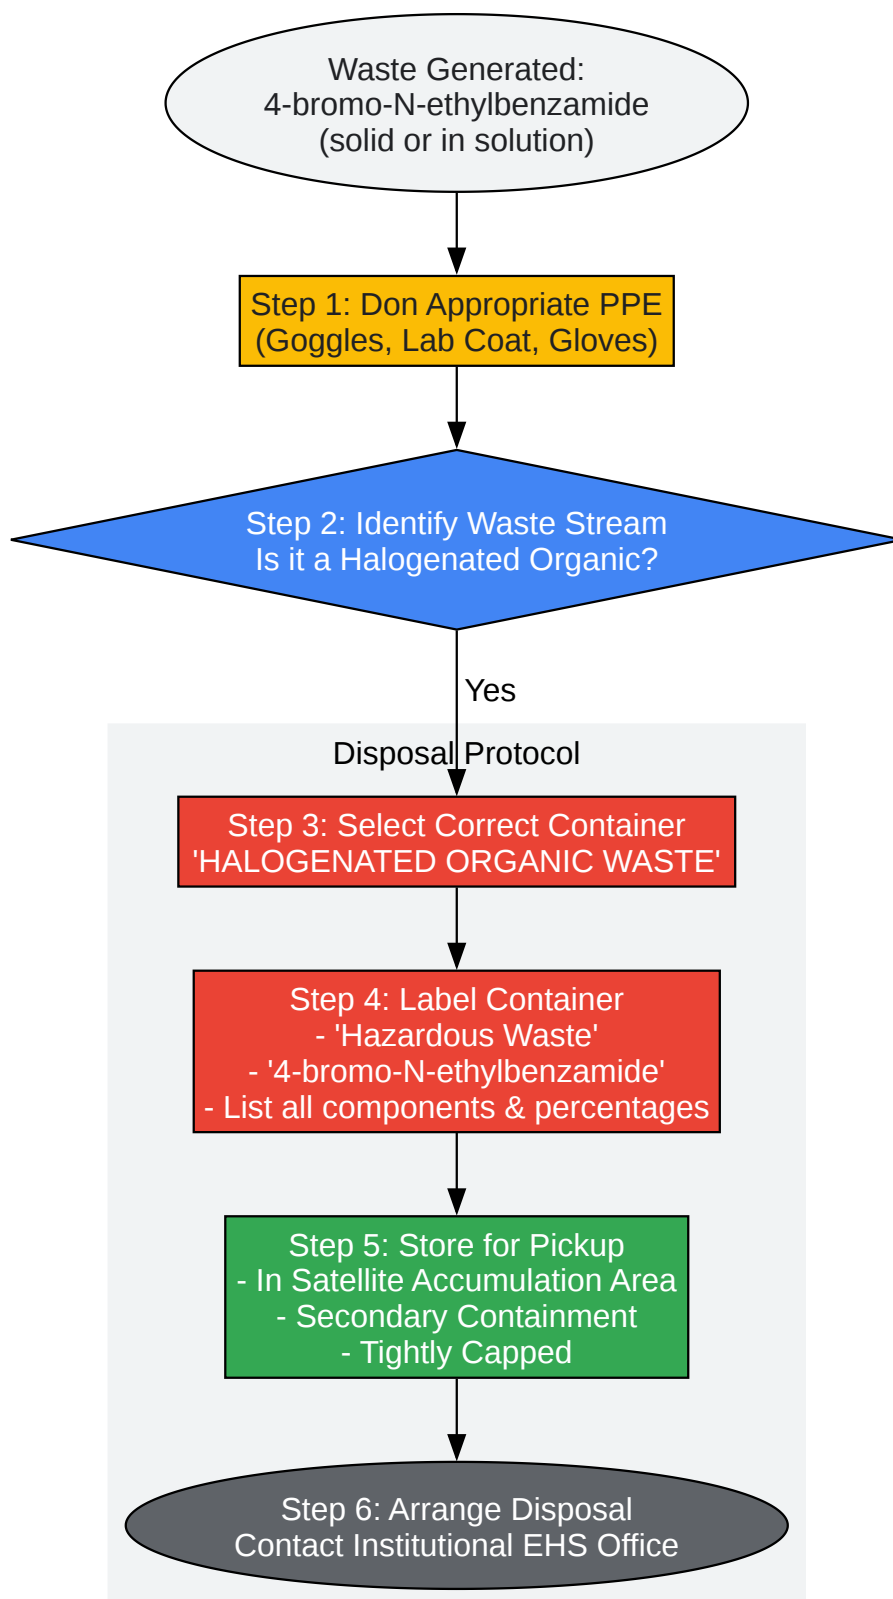 Waste Generated:
4-bromo-N-ethylbenzamide
(solid or in solution)
Step 1: Don Appropriate PPE
(Goggles, Lab Coat, Gloves)
Step 2: Identify Waste Stream
Is it a Halogenated Organic?
Yes
Disposal Protocol
Step 3: Select Correct Container
'HALOGENATED ORGANIC WASTE'
Step 4: Label Container
- 'Hazardous Waste'
- '4-bromo-N-ethylbenzamide'
- List all components & percentages
Step 5: Store for Pickup
- In Satellite Accumulation Area
- Secondary Containment
- Tightly Capped
Step 6: Arrange Disposal
Contact Institutional EHS Office